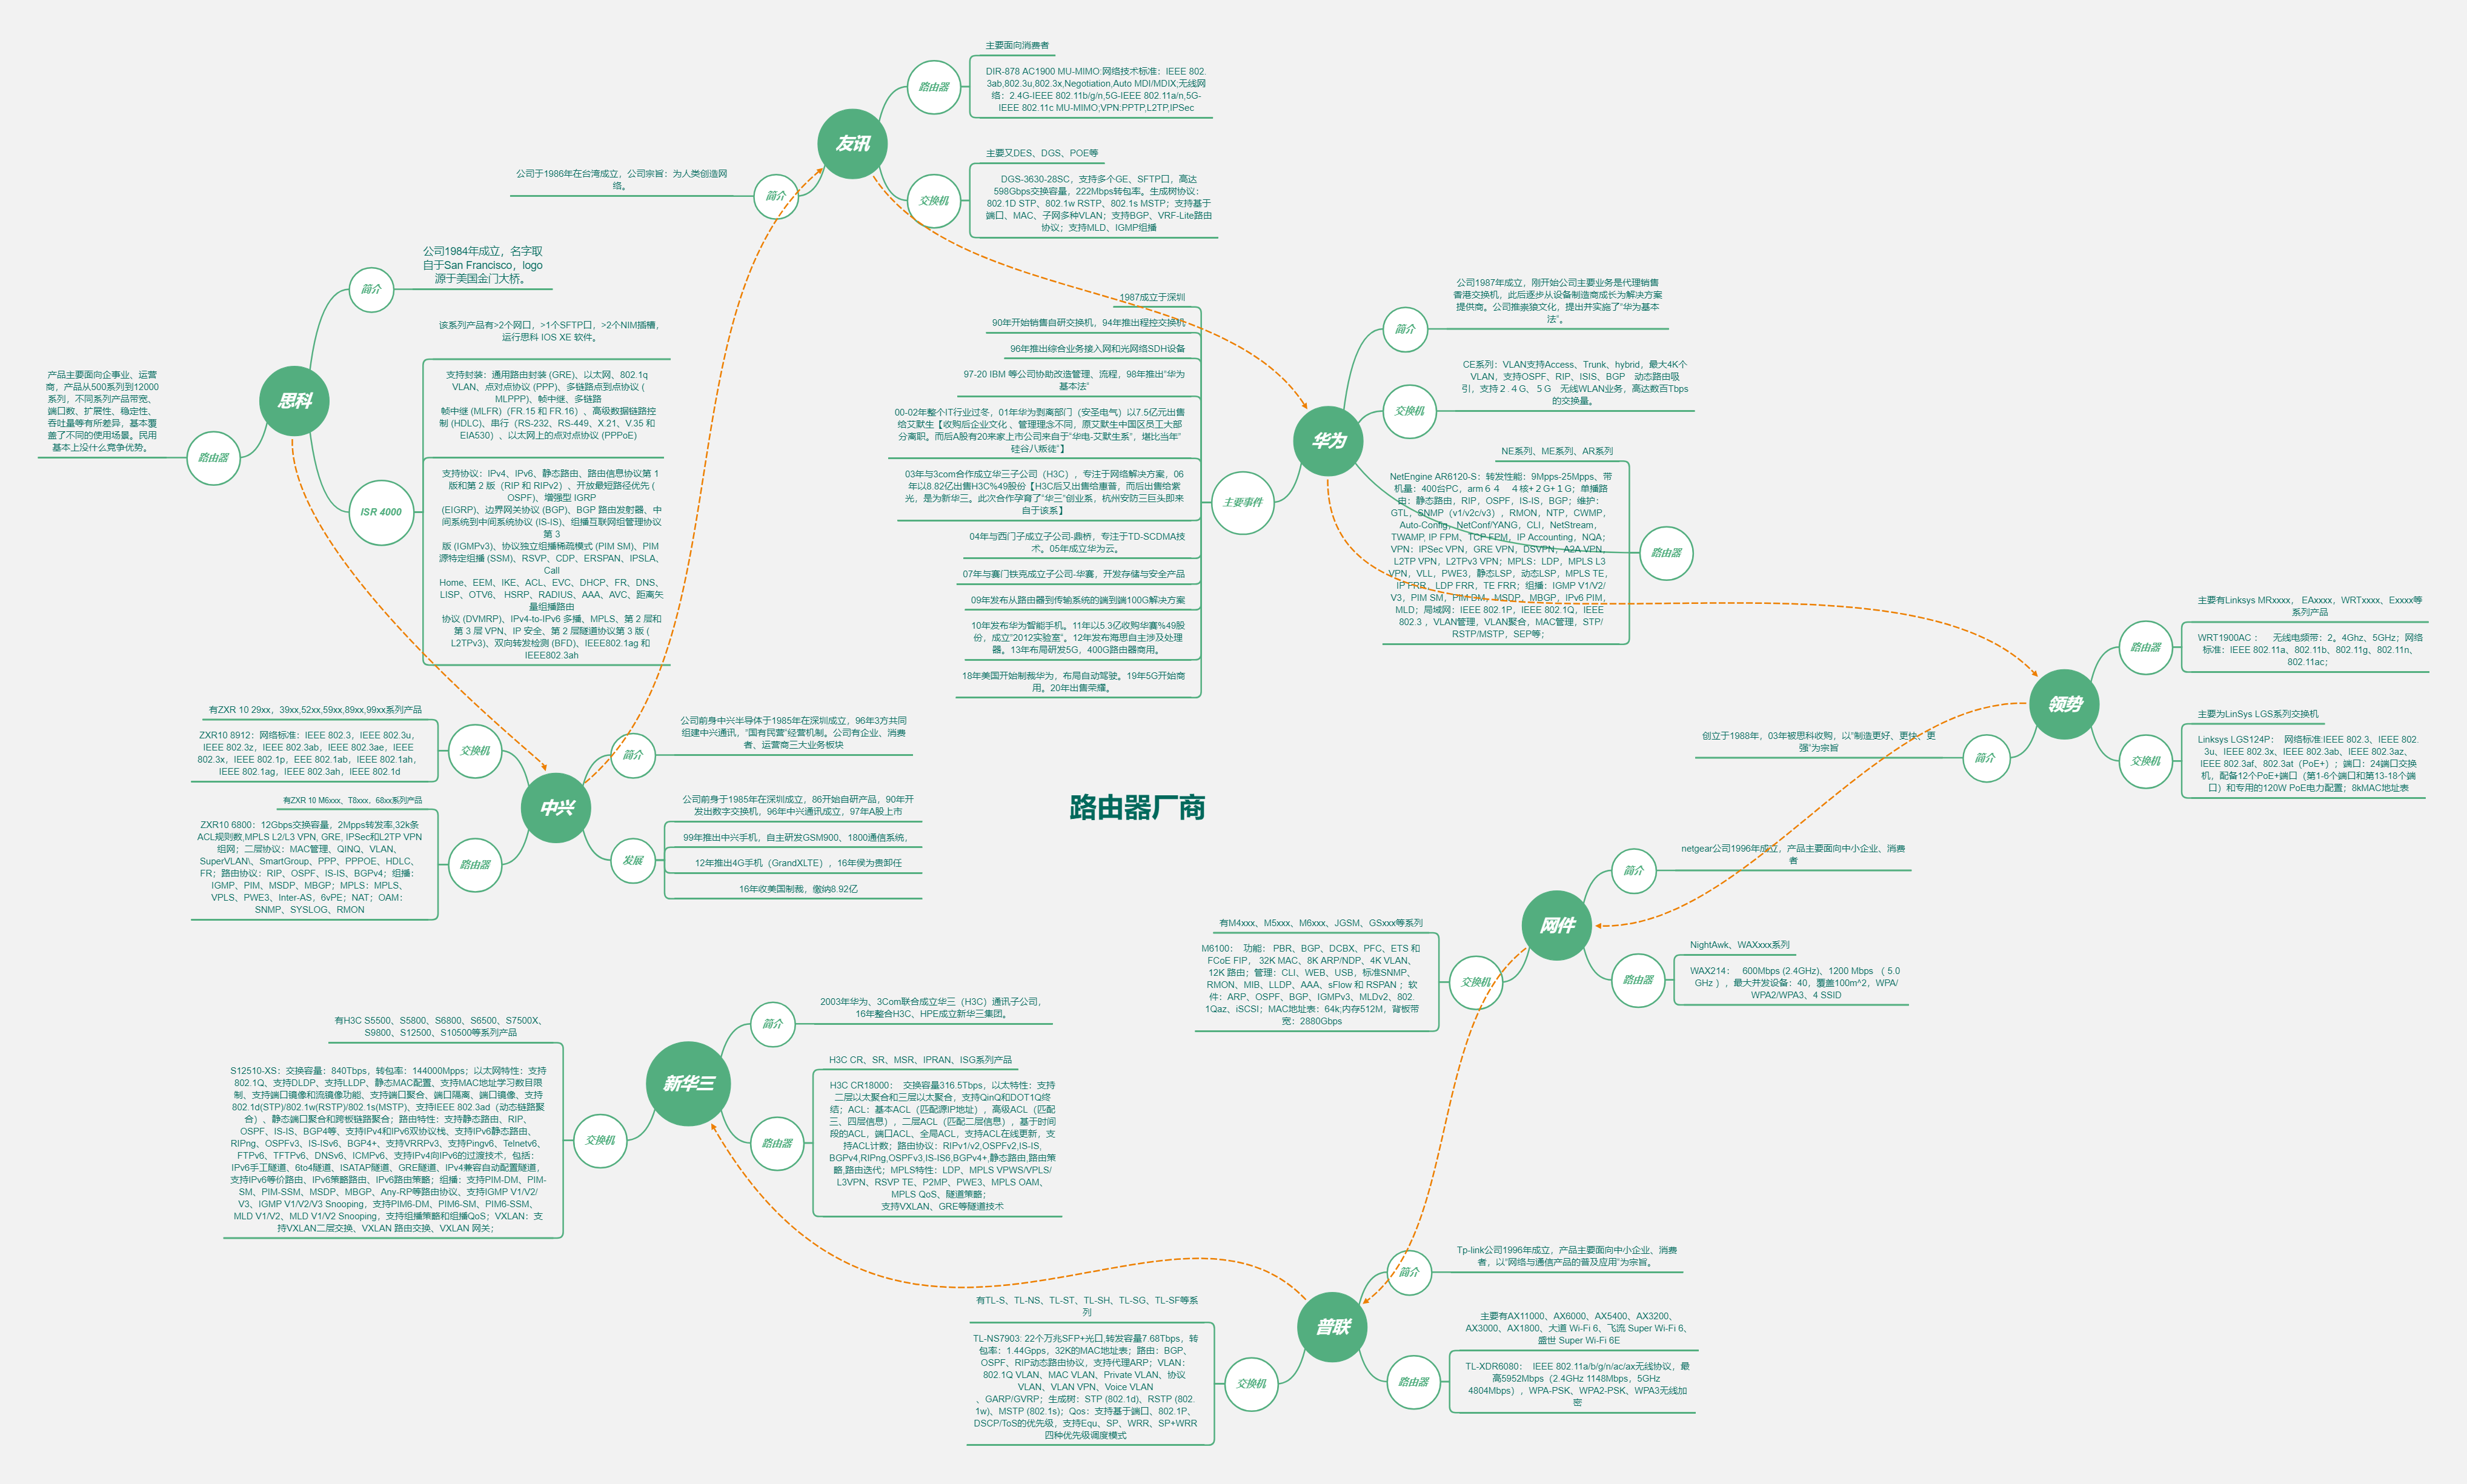 路由器厂商
思科
简介
公司1984年成立，名字取
自于San Francisco，logo
源于美国金门大桥。
路由器
产品主要面向企事业、运营
商，产品从500系列到12000
系列，不同系列产品带宽、
端口数、扩展性、稳定性、
吞吐量等有所差异，基本覆
盖了不同的使用场景。民用
基本上没什么竞争优势。
ISR 4000
该系列产品有>2个网口，>1个SFTP口，>2个NIM插槽，
运行思科 IOS XE 软件。
支持封装：通用路由封装 (GRE)、以太网、802.1q
VLAN、点对点协议 (PPP)、多链路点到点协议 (
MLPPP)、帧中继、多链路
帧中继 (MLFR)（FR.15 和 FR.16）、高级数据链路控
制 (HDLC)、串行（RS-232、RS-449、X.21、V.35 和
EIA530）、以太网上的点对点协议 (PPPoE)
支持协议：IPv4、IPv6、静态路由、路由信息协议第 1
版和第 2 版（RIP 和 RIPv2）、开放最短路径优先 (
OSPF)、增强型 IGRP
(EIGRP)、边界网关协议 (BGP)、BGP 路由发射器、中
间系统到中间系统协议 (IS-IS)、组播互联网组管理协议
第 3
版 (IGMPv3)、协议独立组播稀疏模式 (PIM SM)、PIM
源特定组播 (SSM)、RSVP、CDP、ERSPAN、IPSLA、
Call
Home、EEM、IKE、ACL、EVC、DHCP、FR、DNS、
LISP、OTV6、 HSRP、RADIUS、AAA、AVC、距离矢
量组播路由
协议 (DVMRP)、IPv4-to-IPv6 多播、MPLS、第 2 层和
第 3 层 VPN、IP 安全、第 2 层隧道协议第 3 版 (
L2TPv3)、双向转发检测 (BFD)、IEEE802.1ag 和
IEEE802.3ah
中兴
交换机
有ZXR 10 29xx，39xx,52xx,59xx,89xx,99xx系列产品
ZXR10 8912：网络标准：IEEE 802.3，IEEE 802.3u，
IEEE 802.3z，IEEE 802.3ab，IEEE 802.3ae，IEEE
802.3x，IEEE 802.1p，EEE 802.1ab，IEEE 802.1ah，
IEEE 802.1ag，IEEE 802.3ah，IEEE 802.1d
路由器
有ZXR 10 M6xxx、T8xxx、68xx系列产品
ZXR10 6800：12Gbps交换容量，2Mpps转发率,32k条
ACL规则数,MPLS L2/L3 VPN, GRE, IPSec和L2TP VPN
组网；二层协议：MAC管理、QINQ、VLAN、
SuperVLAN\、SmartGroup、PPP、PPPOE、HDLC、
FR；路由协议：RIP、OSPF、IS-IS、BGPv4；组播：
IGMP、PIM、MSDP、MBGP；MPLS：MPLS、
VPLS、PWE3、Inter-AS，6vPE；NAT；OAM：
SNMP、SYSLOG、RMON
简介
公司前身中兴半导体于1985年在深圳成立，96年3方共同
组建中兴通讯，“国有民营”经营机制。公司有企业、消费
者、运营商三大业务板块
发展
公司前身于1985年在深圳成立，86开始自研产品，90年开
发出数字交换机，96年中兴通讯成立，97年A股上市
99年推出中兴手机，自主研发GSM900、1800通信系统，
12年推出4G手机（GrandXLTE），16年侯为贵卸任
16年收美国制裁，缴纳8.92亿
友讯
简介
公司于1986年在台湾成立，公司宗旨：为人类创造网
络。
路由器
主要面向消费者
DIR-878 AC1900 MU-MIMO:网络技术标准：IEEE 802.
3ab,802.3u,802.3x,Negotiation,Auto MDI/MDIX;无线网
络：2.4G-IEEE 802.11b/g/n,5G-IEEE 802.11a/n,5G-
IEEE 802.11c MU-MIMO;VPN:PPTP,L2TP,IPSec
交换机
主要又DES、DGS、POE等
DGS-3630-28SC，支持多个GE、SFTP口，高达
598Gbps交换容量，222Mbps转包率。生成树协议：
802.1D STP、802.1w RSTP、802.1s MSTP；支持基于
端口、MAC、子网多种VLAN；支持BGP、VRF-Lite路由
协议；支持MLD、IGMP组播
华为
主要事件
1987成立于深圳
90年开始销售自研交换机，94年推出程控交换机
96年推出综合业务接入网和光网络SDH设备
97-20 IBM 等公司协助改造管理、流程，98年推出“华为
基本法”
00-02年整个IT行业过冬，01年华为剥离部门（安圣电气）以7.5亿元出售
给艾默生【收购后企业文化 、管理理念不同，原艾默生中国区员工大部
分离职。而后A股有20来家上市公司来自于“华电-艾默生系”，堪比当年“
硅谷八叛徒”】
03年与3com合作成立华三子公司（H3C），专注于网络解决方案，06
年以8.82亿出售H3C%49股份【H3C后又出售给惠普，而后出售给紫
光，是为新华三。此次合作孕育了“华三”创业系，杭州安防三巨头即来
自于该系】
04年与西门子成立子公司-鼎桥，专注于TD-SCDMA技
术。05年成立华为云。
07年与赛门铁克成立子公司-华赛，开发存储与安全产品
09年发布从路由器到传输系统的端到端100G解决方案
10年发布华为智能手机。11年以5.3亿收购华赛%49股
份，成立“2012实验室”。12年发布海思自主涉及处理
器。13年布局研发5G，400G路由器商用。
18年美国开始制裁华为，布局自动驾驶。19年5G开始商
用。20年出售荣耀。
简介
公司1987年成立，刚开始公司主要业务是代理销售
香港交换机，此后逐步从设备制造商成长为解决方案
提供商。公司推崇狼文化，提出并实施了“华为基本
法”。
交换机
CE系列：VLAN支持Access、Trunk、hybrid，最大4K个
VLAN，支持OSPF、RIP、ISIS、BGP　动态路由吸
引，支持２.４G、５G　无线WLAN业务，高达数百Tbps
的交换量。
路由器
NE系列、ME系列、AR系列
NetEngine AR6120-S：转发性能：9Mpps-25Mpps、带
机量：400台PC，arm６４　４核+２G+１G；单播路
由：静态路由，RIP，OSPF，IS-IS，BGP；维护：
GTL，SNMP（v1/v2c/v3），RMON，NTP，CWMP，
Auto-Config，NetConf/YANG，CLI，NetStream，
TWAMP, IP FPM，TCP FPM，IP Accounting，NQA；
VPN：IPSec VPN，GRE VPN，DSVPN，A2A VPN，
L2TP VPN，L2TPv3 VPN；MPLS：LDP，MPLS L3
VPN，VLL，PWE3，静态LSP，动态LSP，MPLS TE，
IP FRR，LDP FRR，TE FRR；组播：IGMP V1/V2/
V3，PIM SM，PIM DM，MSDP，MBGP，IPv6 PIM，
MLD；局域网：IEEE 802.1P，IEEE 802.1Q，IEEE
802.3 ，VLAN管理，VLAN聚合，MAC管理，STP/
RSTP/MSTP，SEP等；
领势
简介
创立于1988年，03年被思科收购，以“制造更好、更快、更
强”为宗旨
路由器
主要有Linksys MRxxxx， EAxxxx，WRTxxxx、Exxxx等
系列产品
WRT1900AC：　无线电频带：2。4Ghz、5GHz；网络
标准：IEEE 802.11a、802.11b、802.11g、802.11n、
802.11ac；
交换机
主要为LinSys LGS系列交换机
Linksys LGS124P：　网络标准:IEEE 802.3、IEEE 802.
3u、IEEE 802.3x、IEEE 802.3ab、IEEE 802.3az、
IEEE 802.3af、802.3at（PoE+）；端口：24端口交换
机，配备12个PoE+端口（第1-6个端口和第13-18个端
口）和专用的120W PoE电力配置；8kMAC地址表
网件
简介
netgear公司1996年成立，产品主要面向中小企业、消费
者
交换机
有M4xxx、M5xxx、M6xxx、JGSM、GSxxx等系列
M6100：　功能： PBR、BGP、DCBX、PFC、ETS 和
FCoE FIP， 32K MAC、8K ARP/NDP、4K VLAN、
12K 路由；管理：CLI、WEB、USB，标准SNMP、
RMON、MIB、LLDP、AAA、sFlow 和 RSPAN ；软
件：ARP、OSPF、BGP、IGMPv3、MLDv2、802.
1Qaz、iSCSI；MAC地址表：64k;内存512M，背板带
宽：2880Gbps
路由器
NightAwk、WAXxxx系列
WAX214：　600Mbps (2.4GHz)、1200 Mbps （ 5.0
GHz ），最大并发设备：40，覆盖100m^2，WPA/
WPA2/WPA3、4 SSID
新华三
简介
2003年华为、3Com联合成立华三（H3C）通讯子公司，
16年整合H3C、HPE成立新华三集团。
路由器
H3C CR、SR、MSR、IPRAN、ISG系列产品
H3C CR18000：　交换容量316.5Tbps，以太特性：支持
二层以太聚合和三层以太聚合，支持QinQ和DOT1Q终
结；ACL：基本ACL（匹配源IP地址），高级ACL（匹配
三、四层信息），二层ACL（匹配二层信息），基于时间
段的ACL，端口ACL、全局ACL，支持ACL在线更新，支
持ACL计数；路由协议：RIPv1/v2,OSPFv2,IS-IS,
BGPv4,RIPng,OSPFv3,IS-IS6,BGPv4+,静态路由,路由策
略,路由迭代；MPLS特性：LDP、MPLS VPWS/VPLS/
L3VPN、RSVP TE、P2MP、PWE3、MPLS OAM、
MPLS QoS、隧道策略；
支持VXLAN、GRE等隧道技术
交换机
有H3C S5500、S5800、S6800、S6500、S7500X、
S9800、S12500、S10500等系列产品
S12510-XS：交换容量：840Tbps，转包率：144000Mpps；以太网特性：支持
802.1Q、支持DLDP、支持LLDP、静态MAC配置、支持MAC地址学习数目限
制、支持端口镜像和流镜像功能、支持端口聚合、端口隔离、端口镜像、支持
802.1d(STP)/802.1w(RSTP)/802.1s(MSTP)、支持IEEE 802.3ad（动态链路聚
合）、静态端口聚合和跨板链路聚合；路由特性：支持静态路由、RIP、
OSPF、IS-IS、BGP4等、支持IPv4和IPv6双协议栈、支持IPv6静态路由、
RIPng、OSPFv3、IS-ISv6、BGP4+、支持VRRPv3、支持Pingv6、Telnetv6、
FTPv6、TFTPv6、DNSv6、ICMPv6、支持IPv4向IPv6的过渡技术，包括：
IPv6手工隧道、6to4隧道、ISATAP隧道、GRE隧道、IPv4兼容自动配置隧道，
支持IPv6等价路由、IPv6策略路由、IPv6路由策略；组播：支持PIM-DM、PIM-
SM、PIM-SSM、MSDP、MBGP、Any-RP等路由协议、支持IGMP V1/V2/
V3、IGMP V1/V2/V3 Snooping，支持PIM6-DM、PIM6-SM、PIM6-SSM、
MLD V1/V2、MLD V1/V2 Snooping，支持组播策略和组播QoS；VXLAN：支
持VXLAN二层交换、VXLAN 路由交换、VXLAN 网关；
普联
简介
Tp-link公司1996年成立，产品主要面向中小企业、消费
者，以“网络与通信产品的普及应用”为宗旨。
交换机
有TL-S、TL-NS、TL-ST、TL-SH、TL-SG、TL-SF等系
列
TL-NS7903: 22个万兆SFP+光口,转发容量7.68Tbps，转
包率：1.44Gpps，32K的MAC地址表；路由：BGP、
OSPF、RIP动态路由协议，支持代理ARP；VLAN：
802.1Q VLAN、MAC VLAN、Private VLAN、协议
VLAN、VLAN VPN、Voice VLAN
、GARP/GVRP；生成树：STP (802.1d)、RSTP (802.
1w)、MSTP (802.1s)；Qos：支持基于端口、802.1P、
DSCP/ToS的优先级，支持Equ、SP、WRR、SP+WRR
四种优先级调度模式
路由器
主要有AX11000、AX6000、AX5400、AX3200、
AX3000、AX1800、大道 Wi-Fi 6、飞流 Super Wi-Fi 6、
盛世 Super Wi-Fi 6E
TL-XDR6080：　IEEE 802.11a/b/g/n/ac/ax无线协议，最
高5952Mbps（2.4GHz 1148Mbps，5GHz
4804Mbps），WPA-PSK、WPA2-PSK、WPA3无线加
密